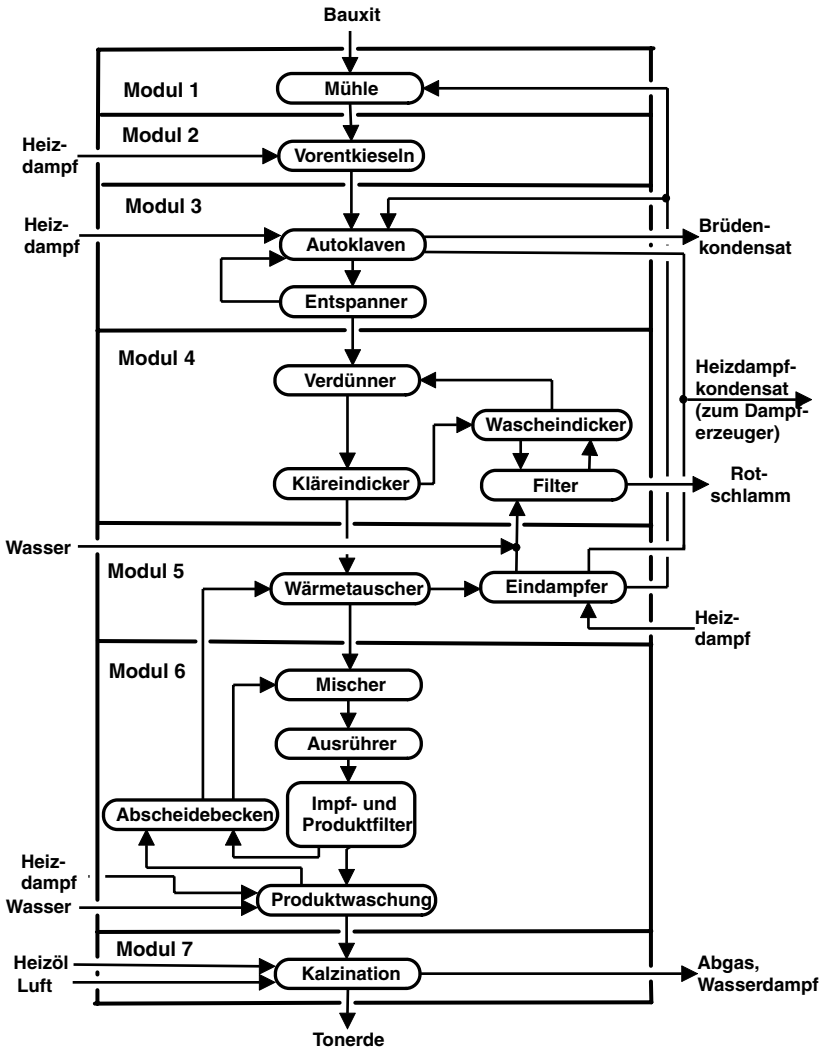 Bauxit
Modul 1
Mühle
Modul 2
Heiz-
dampf
Vorentkieseln
Modul 3
Heiz-
dampf
Autoklaven
Brüden-
kondensat
Entspanner
Modul 4
Verdünner
Heizdampf-
kondensat
(zum Dampf-
erzeuger)
Wascheindicker
Kläreindicker
Filter
Rot-
schlamm
Wasser
Modul 5
Wärmetauscher
Eindampfer
Heiz-
dampf
Modul 6
Mischer
Ausrührer
Abscheidebecken
Impf- und
Produktfilter
Heiz-
dampf
Wasser
Produktwaschung
Modul 7
Heizöl
Luft
Kalzination
Abgas,
Wasserdampf
Tonerde